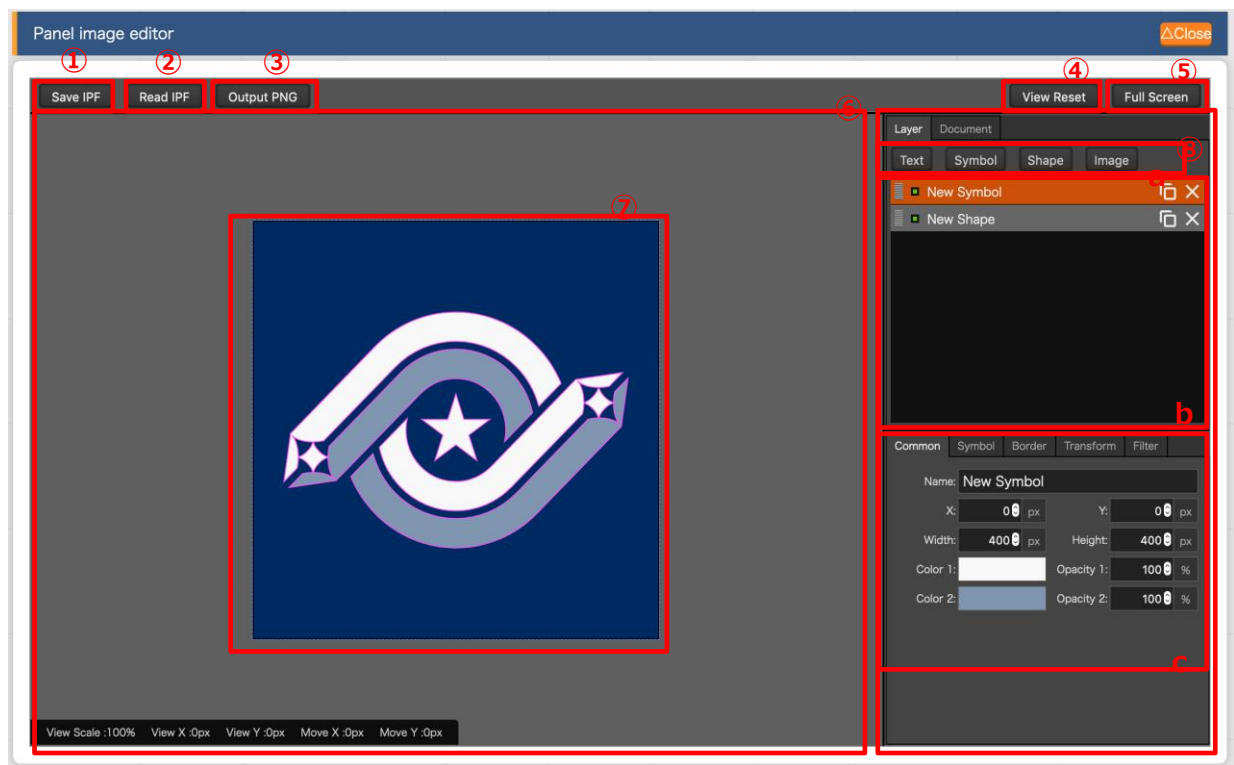 Panel image editor △Close
① ② ③ ④ ⑤
Save IPF Read IPF Output PNG View Reset Full Screen
⑥
Layer Document
⑧
Text Symbol Shape Image
a
New Symbol
⑦
New Shape
b
Common Symbol Border Transform Filter
Name: New Symbol
X: 0 px Y: 0 px
Width: 400 px Height: 400 px
Color 1: Opacity 1: 100 %
Color 2: Opacity 2: 100 %
c
View Scale :100% View X :0px View Y :0px Move X :0px Move Y :0px